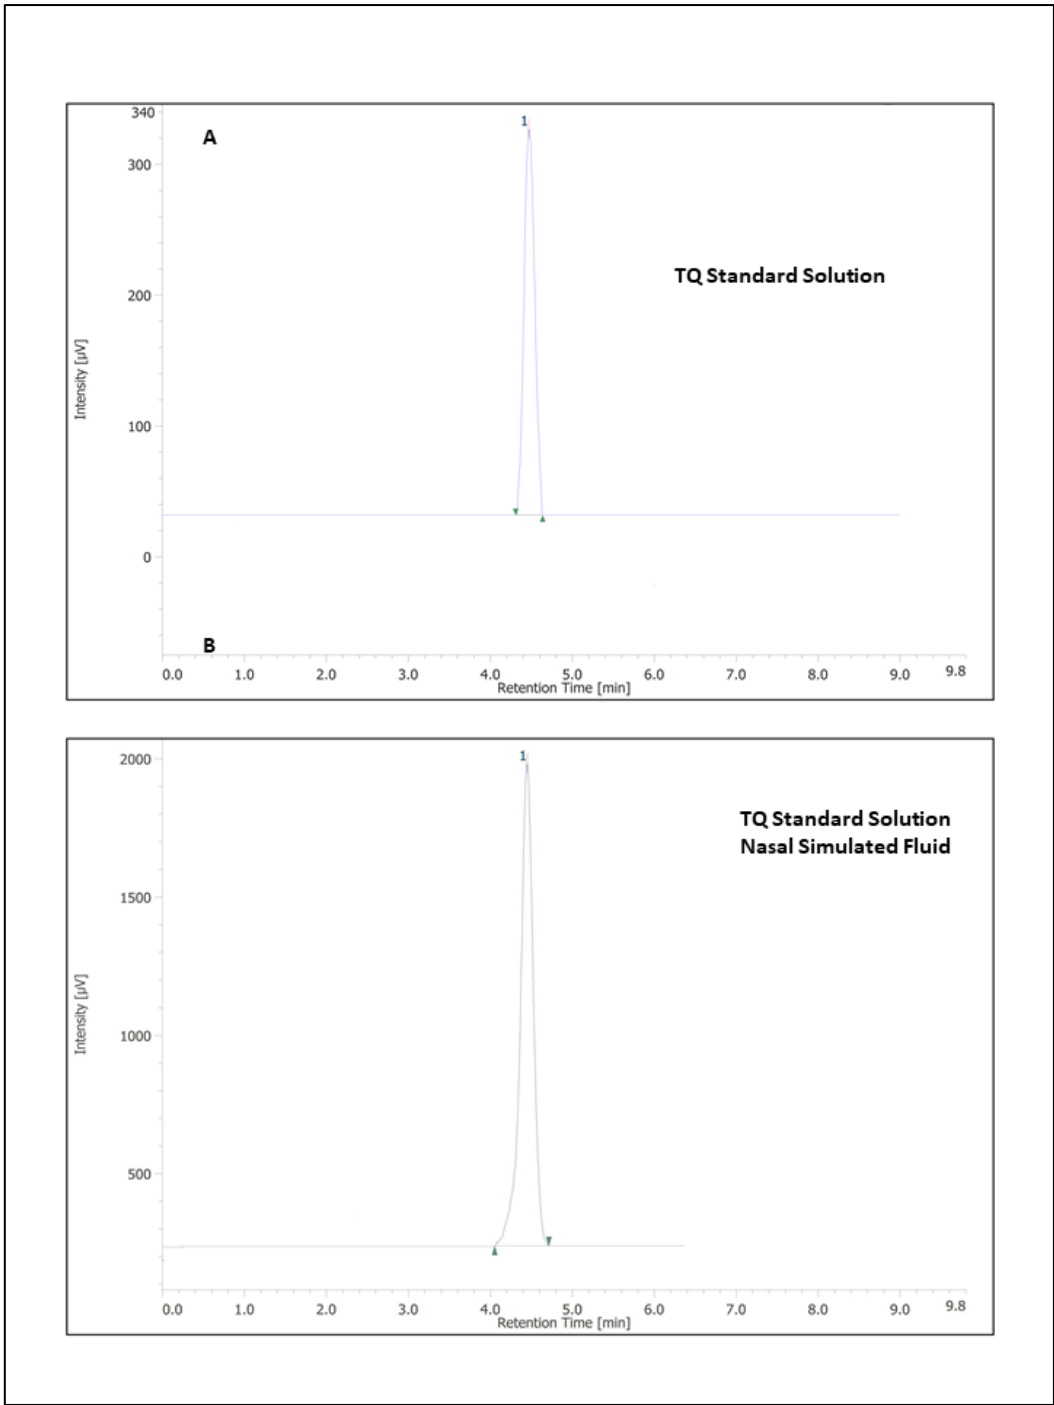 340
A
1
300
TQ Standard Solution
200
Intensity [µV]
100
0
B
0.0 1.0 2.0 3.0 4.0 5.0 6.0 7.0 8.0 9.0 9.8
Retention Time [min]
2000
1
TQ Standard Solution
Nasal Simulated Fluid
1500
Intensity [µV]
1000
500
0.0 1.0 2.0 3.0 4.0 5.0 6.0 7.0 8.0 9.0 9.8
Retention Time [min]